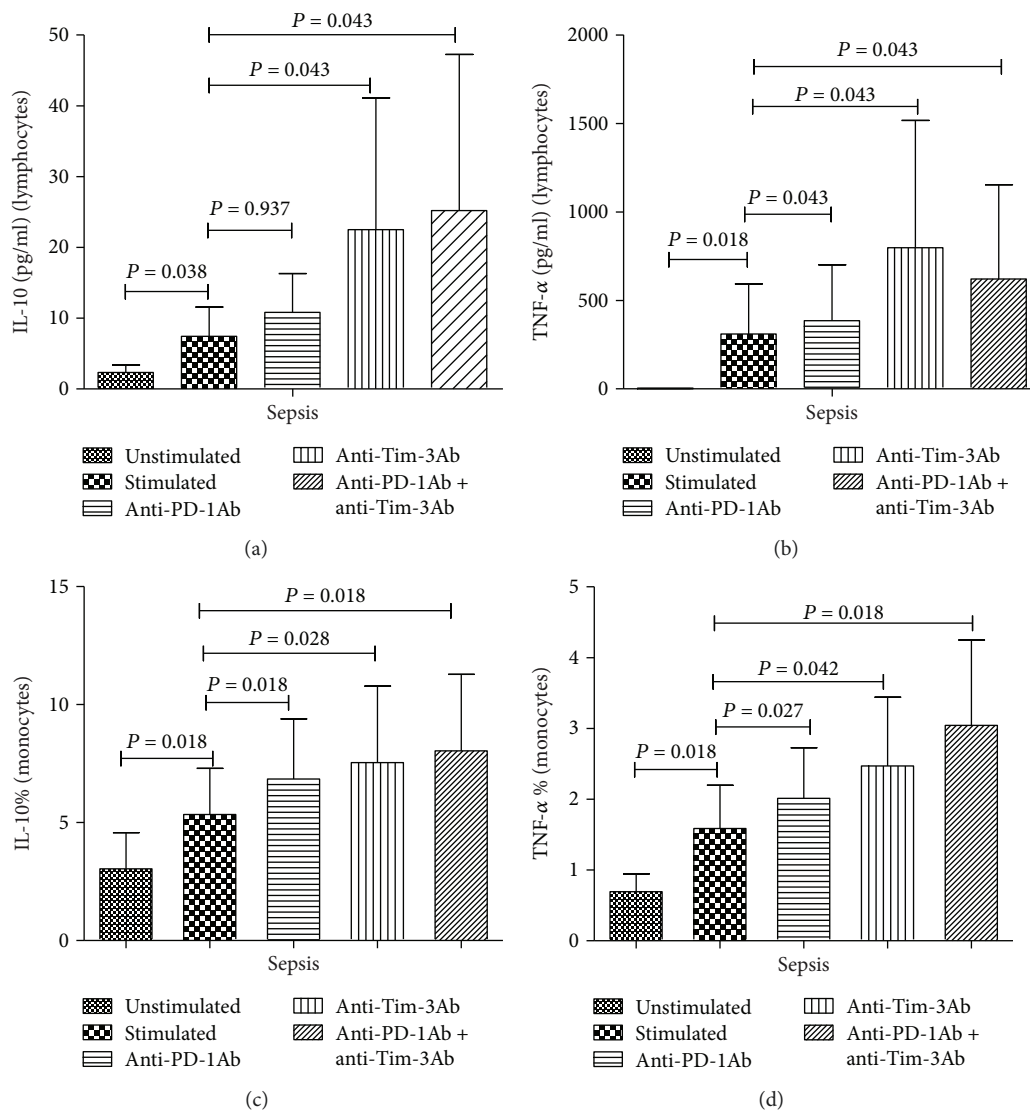 P = 0.043
P = 0.043
P = 0.937
P = 0.038
IL-10 (pg/ml) (lymphocytes)
50
40
30
20
10
0
Sepsis
Unstimulated
Stimulated
Anti-PD-1Ab
Anti-Tim-3Ab
Anti-PD-1Ab +
anti-Tim-3Ab
(a)
P = 0.043
P = 0.043
P = 0.043
P = 0.018
TNF-α (pg/ml) (lymphocytes)
2000
1500
1000
500
0
Sepsis
Unstimulated
Stimulated
Anti-PD-1Ab
Anti-Tim-3Ab
Anti-PD-1Ab +
anti-Tim-3Ab
(b)
P = 0.018
P = 0.028
P = 0.018
P = 0.018
IL-10% (monocytes)
15
10
5
0
Sepsis
Unstimulated
Stimulated
Anti-PD-1Ab
Anti-Tim-3Ab
Anti-PD-1Ab +
anti-Tim-3Ab
(c)
P = 0.018
P = 0.042
P = 0.027
P = 0.018
TNF-α % (monocytes)
5
4
3
2
1
0
Sepsis
Unstimulated
Stimulated
Anti-PD-1Ab
Anti-Tim-3Ab
Anti-PD-1Ab +
anti-Tim-3Ab
(d)